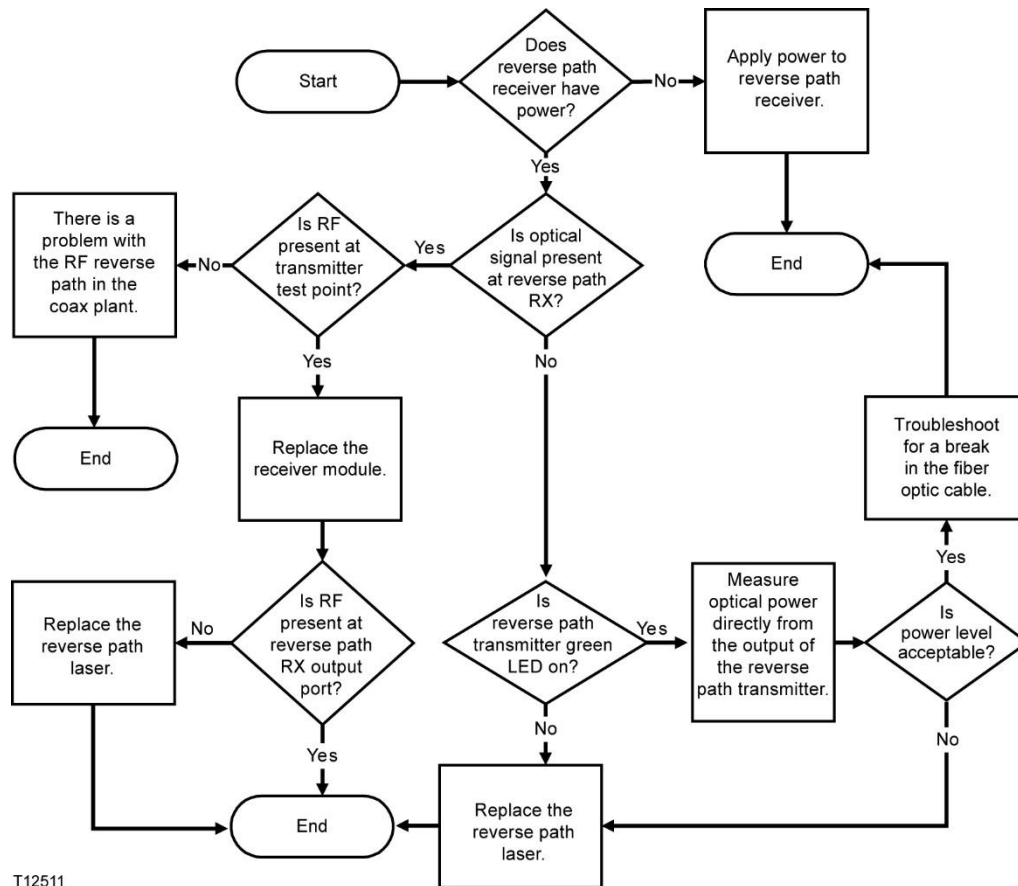 Start
Does
reverse path
receiver have
power?
No
Apply power to
reverse path
receiver.
Yes
There is a
problem with
the RF reverse
path in the
coax plant.
No
Is RF
present at
transmitter
test point?
Yes
Is optical
signal present
at reverse path
RX?
End
Yes
No
End
Replace the
receiver module.
Troubleshoot
for a break
in the fiber
optic cable.
Yes
Replace the
reverse path
laser.
No
Is RF
present at
reverse path
RX output
port?
Is
reverse path
transmitter green
LED on?
Yes
Measure
optical power
directly from
the output of
the reverse
path transmitter.
Is
power level
acceptable?
Yes
No
No
End
Replace the
reverse path
laser.
T12511